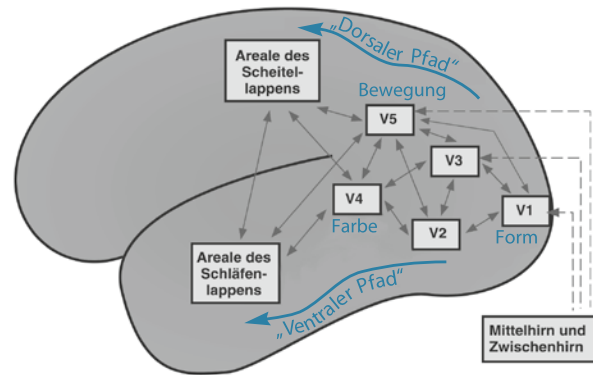 „Dorsaler Pfad“
Areale des
Scheitel-
lappens
Bewegung
V5
V3
V4
Farbe
V1
V2
Form
Areale des
Schläfen-
lappens
„Ventraler Pfad“
Mittelhirn und
Zwischenhirn